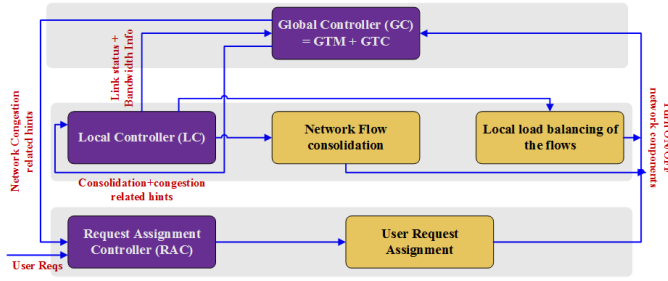 Global Controller (GC)
= GTM + GTC
Link status +
Bandwidth Info
Network Congestion
related hints
Local Controller (LC)
Network Flow
consolidation
Local load balancing of
the flows
network components
Consolidation+congestion
related hints
Request Assignment
Controller (RAC)
User Request
Assignment
User Reqs